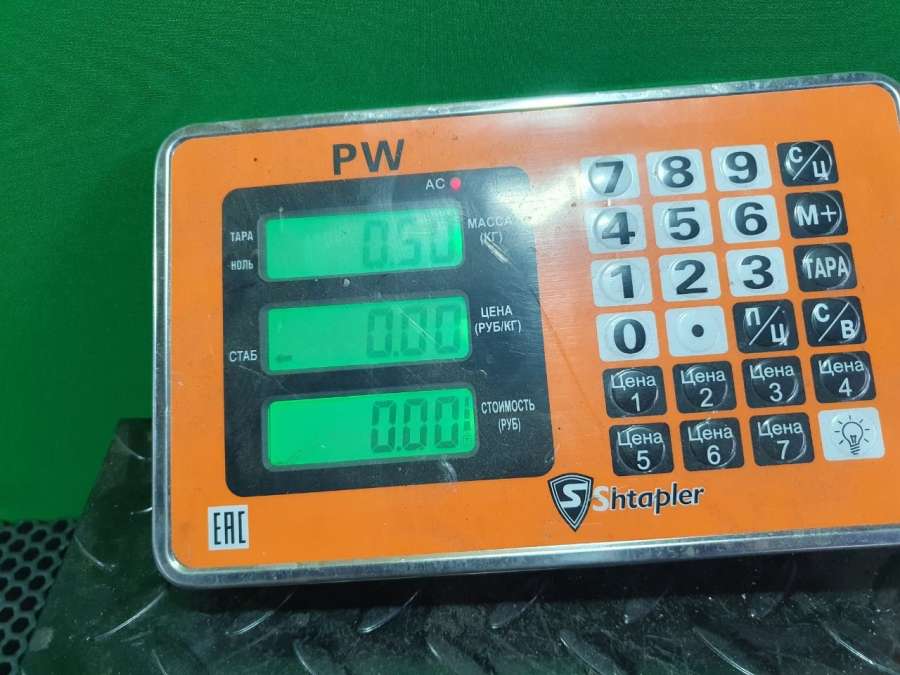 PW
AC
ТАРА
НОЛЬ
0.50
МАССА
(КГ)
СТАБ
0.00
ЦЕНА
(РУБ/КГ)
0.00
СТОИМОСТЬ
(РУБ)
7 8 9 С/Ц
4 5 6 М+
1 2 3 ТАРА
0 • П/Ц С/В
Цена 1 Цена 2 Цена 3 Цена 4
Цена 5 Цена 6 Цена 7
S Shtapler
EAC